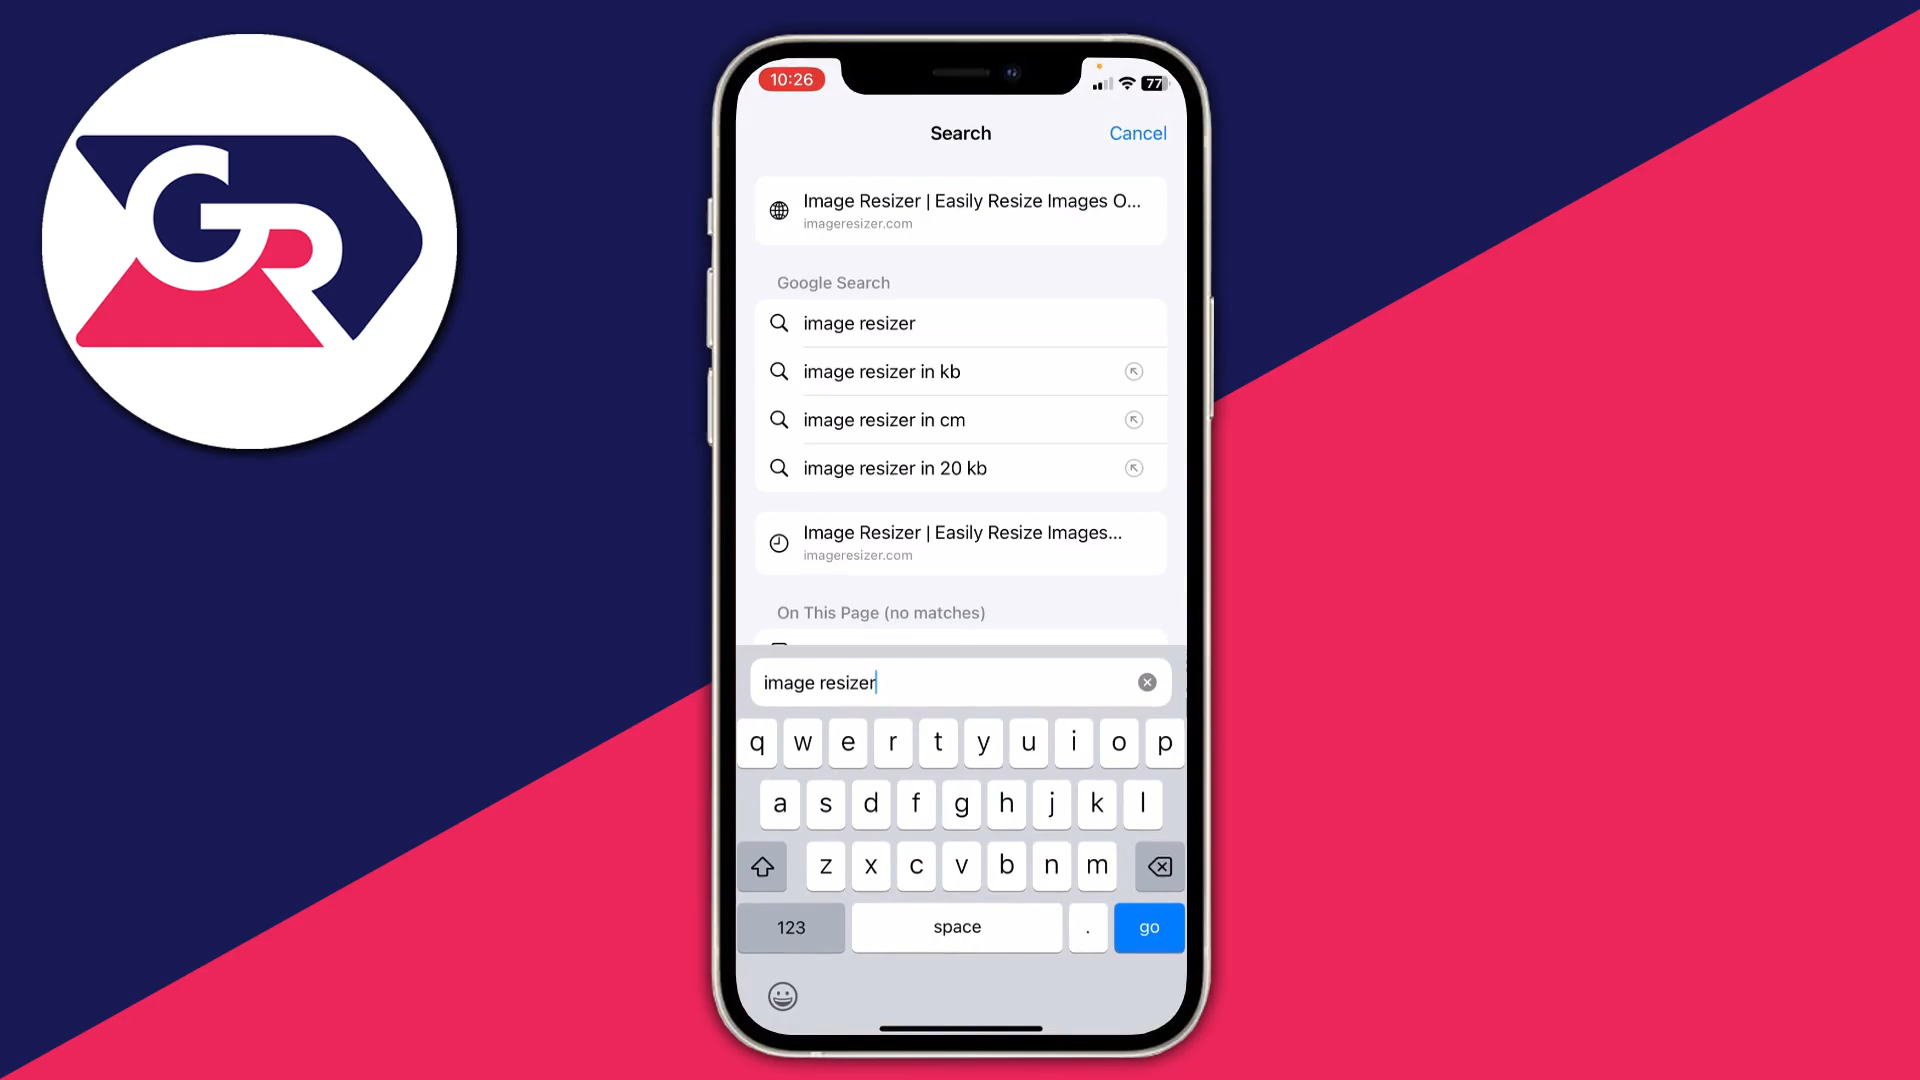 GR
10:26
77
Search
Cancel
Image Resizer | Easily Resize Images O...
imageresizer.com
Google Search
image resizer
image resizer in kb
image resizer in cm
image resizer in 20 kb
Image Resizer | Easily Resize Images...
imageresizer.com
On This Page (no matches)
image resizer
q w e r t y u i o p
a s d f g h j k l
z x c v b n m
123
space
.
go